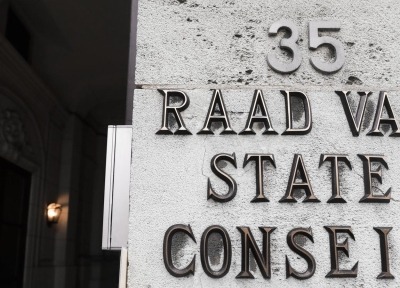 35
RAAD VA
STATE
CONSEI